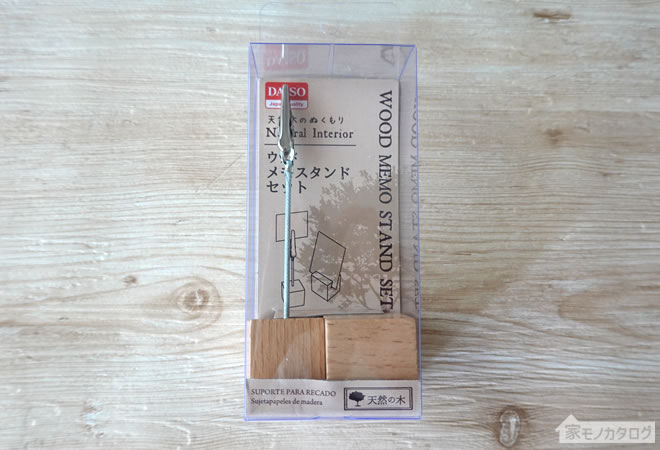 DAISO
Japan Quality
天然木のぬくもり
Natural Interior
ウッド
メモスタンド
セット
WOOD MEMO STAND SET
SUPORTE PARA RECADO
Sujetapapeles de madera
天然の木
家モノカタログ